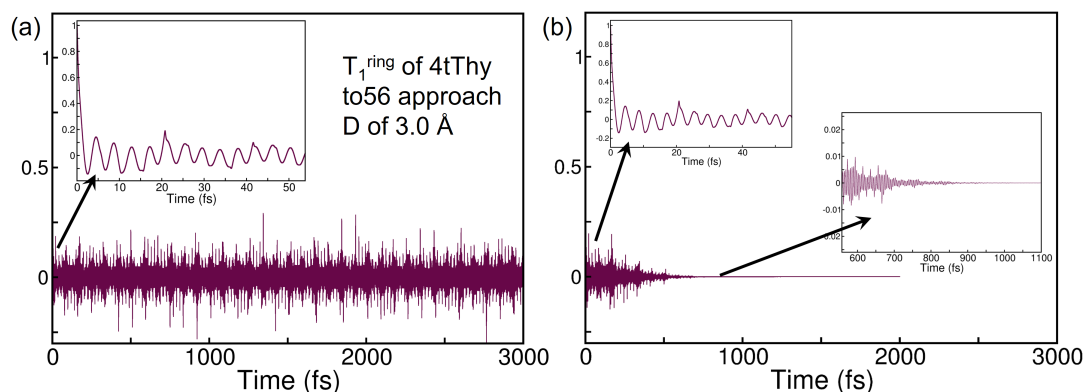 (a)
1
0.5
0
0 1000 2000 3000
Time (fs)
1
0.8
0.6
0.4
0.2
0
0 10 20 30 40 50
Time (fs)
T₁ʳⁱⁿᵍ of 4tThy
to56 approach
D of 3.0 Å
(b)
1
0.5
0
0 1000 2000 3000
Time (fs)
1
0.8
0.6
0.4
0.2
0
-0.2
0 20 40
Time (fs)
0.02
0.01
0
-0.01
0.02
600 700 800 900 1000 1100
Time (fs)